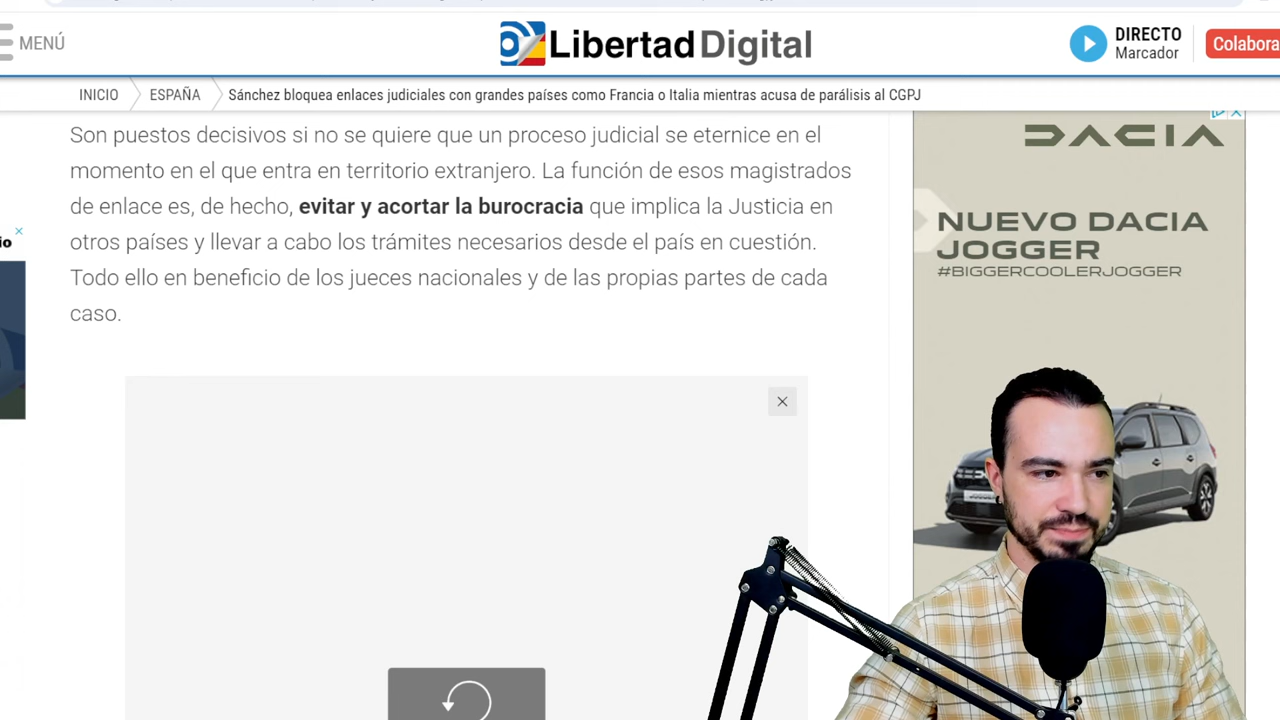 MENÚ
Libertad Digital
DIRECTO
Marcador
Colabora
INICIO
ESPAÑA
Sánchez bloquea enlaces judiciales con grandes países como Francia o Italia mientras acusa de parálisis al CGPJ
Son puestos decisivos si no se quiere que un proceso judicial se eternice en el
momento en el que entra en territorio extranjero. La función de esos magistrados
de enlace es, de hecho, evitar y acortar la burocracia que implica la Justicia en
otros países y llevar a cabo los trámites necesarios desde el país en cuestión.
Todo ello en beneficio de los jueces nacionales y de las propias partes de cada
caso.
DACIA
NUEVO DACIA
JOGGER
#BIGGERCOOLERJOGGER